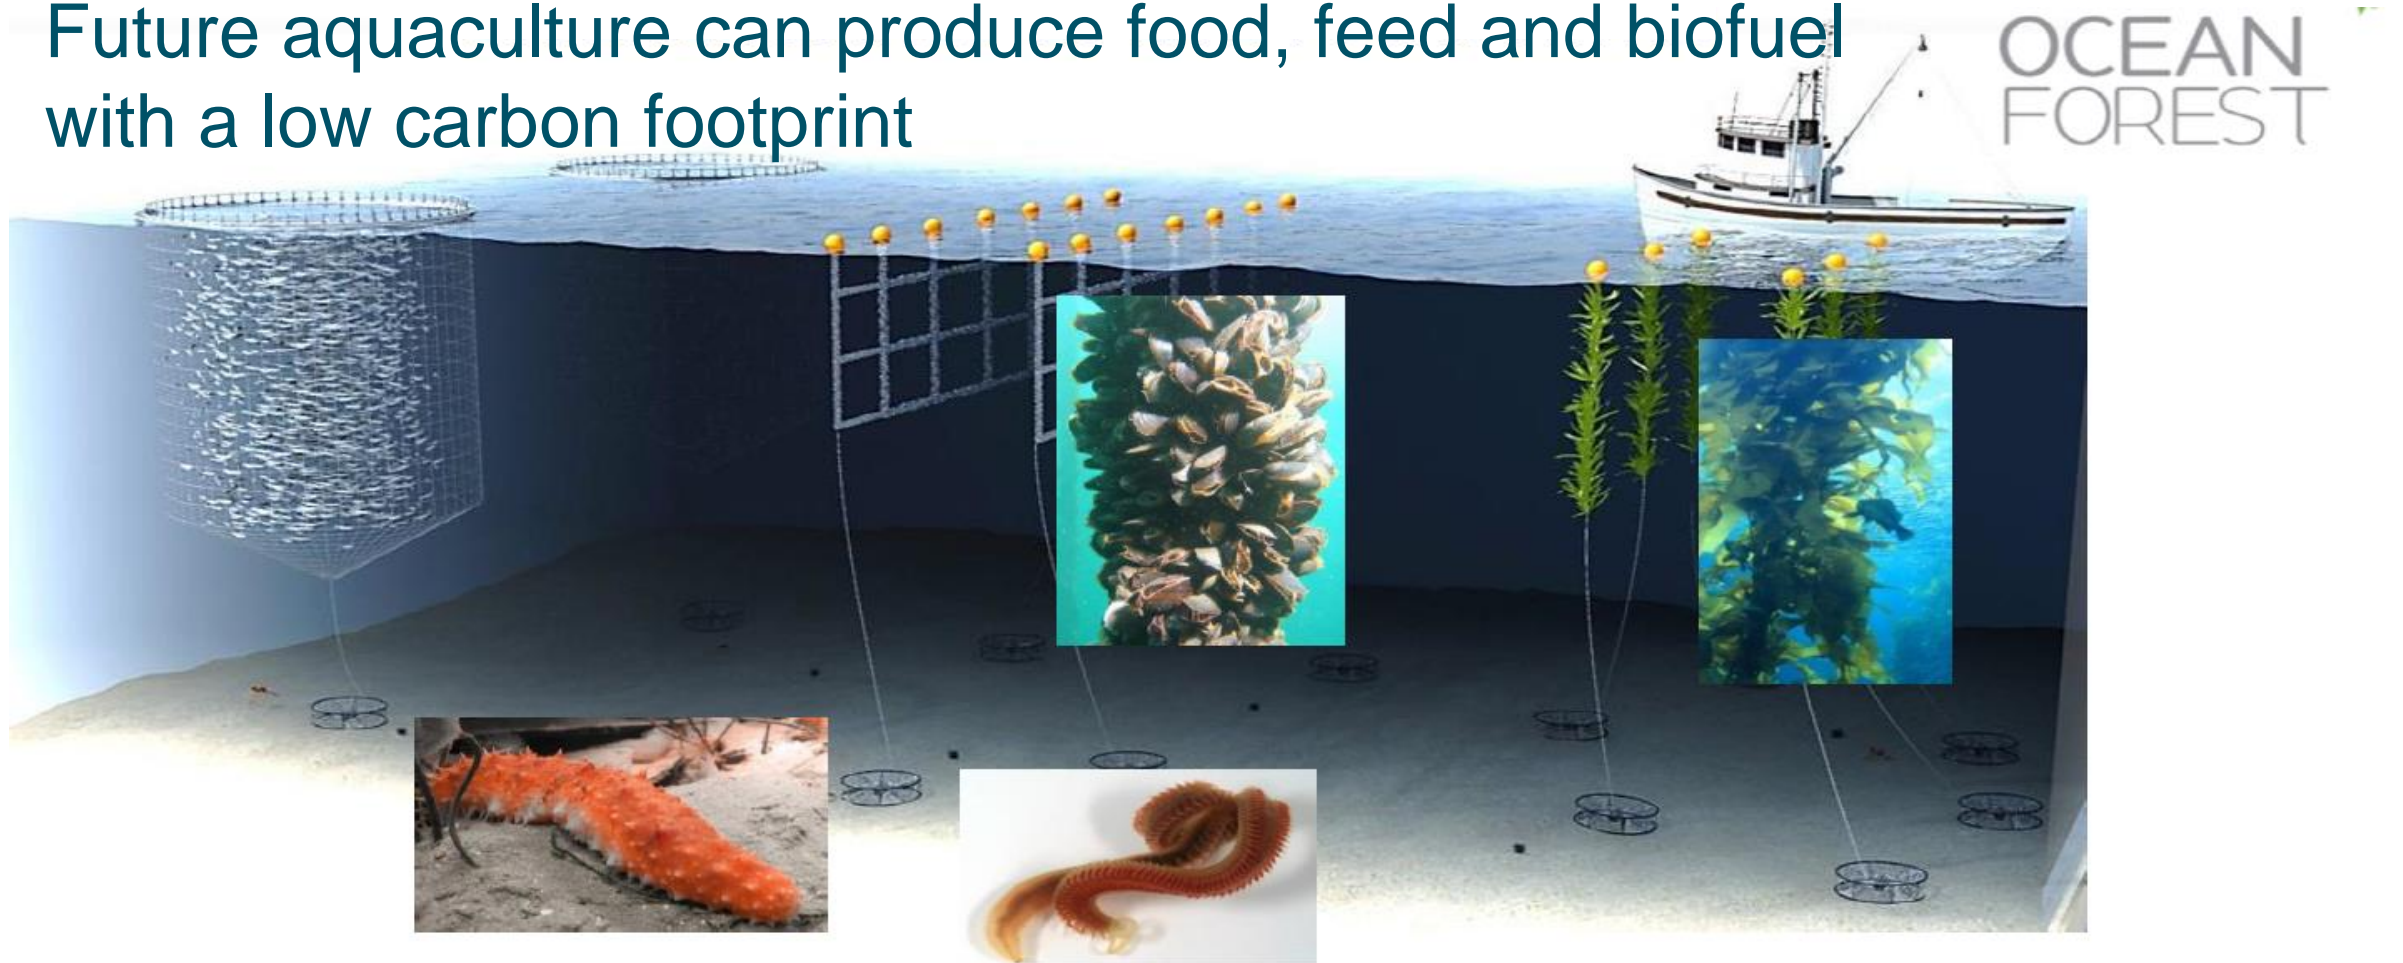 Future aquaculture can produce food, feed and biofuel
with a low carbon footprint
OCEAN
FOREST